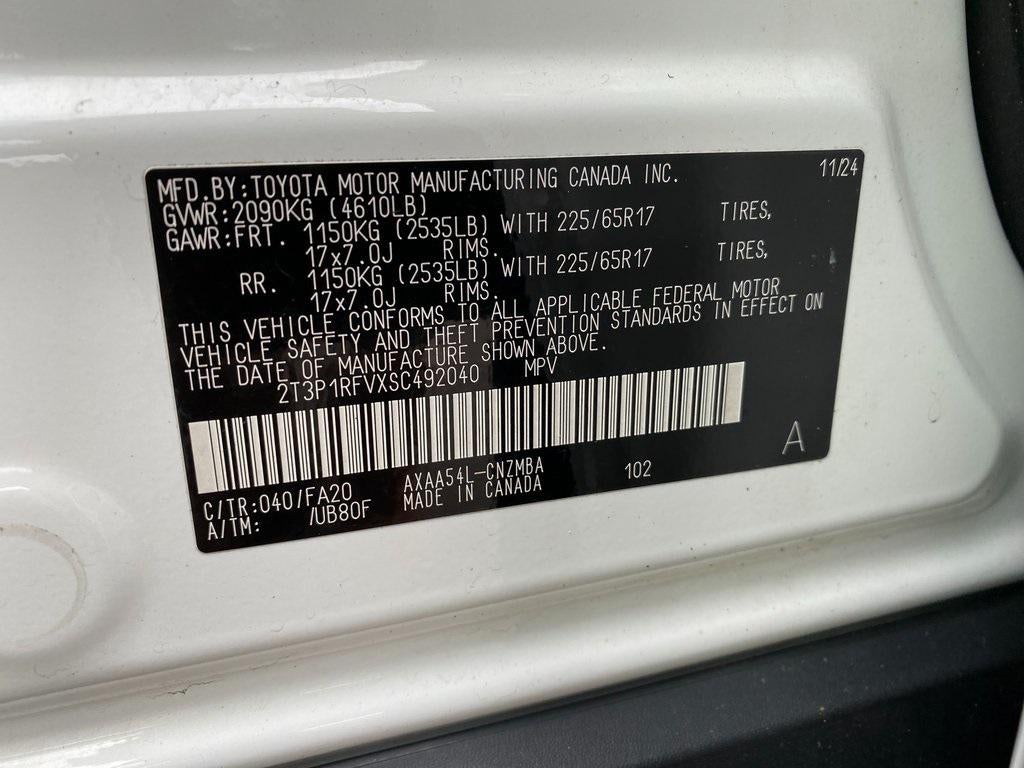 MFD.BY:TOYOTA MOTOR MANUFACTURING CANADA INC. 11/24
GVWR:2090KG (4610LB)
GAWR:FRT. 1150KG (2535LB) WITH 225/65R17 TIRES,
17x7.0J RIMS.
RR. 1150KG (2535LB) WITH 225/65R17 TIRES,
17x7.0J RIMS.
THIS VEHICLE CONFORMS TO ALL APPLICABLE FEDERAL MOTOR
VEHICLE SAFETY AND THEFT PREVENTION STANDARDS IN EFFECT ON
THE DATE OF MANUFACTURE SHOWN ABOVE.
2T3P1RFVXSC492040 MPV
A
C/TR:040/FA20 AXAA54L-CNZMBA 102
A/TM: /UB80F MADE IN CANADA